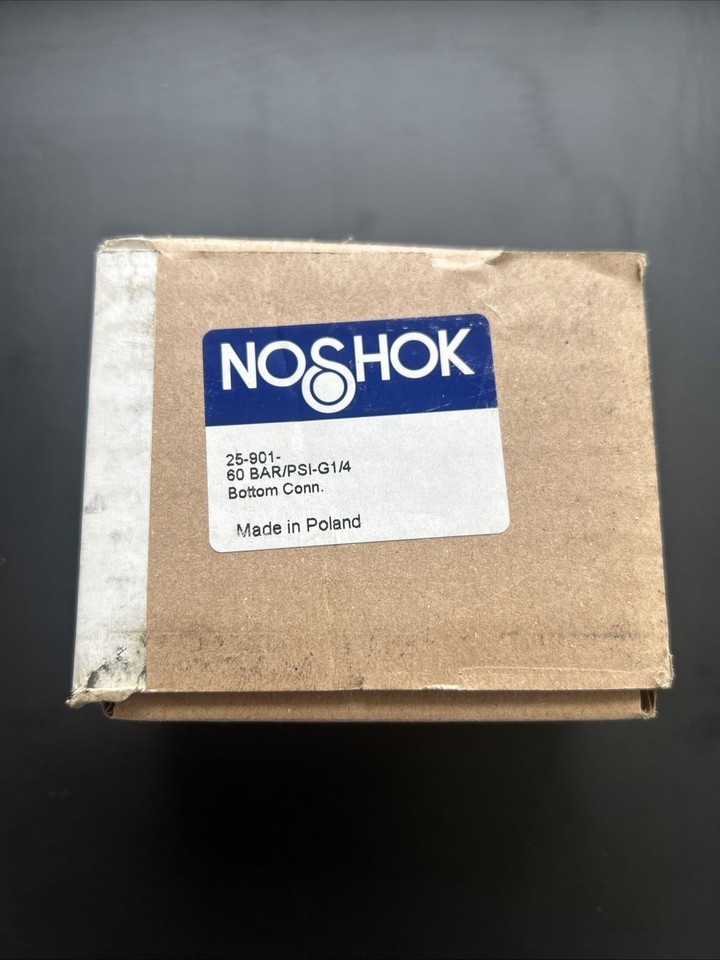 NOSHOK
25-901-
60 BAR/PSI-G1/4
Bottom Conn.
Made in Poland